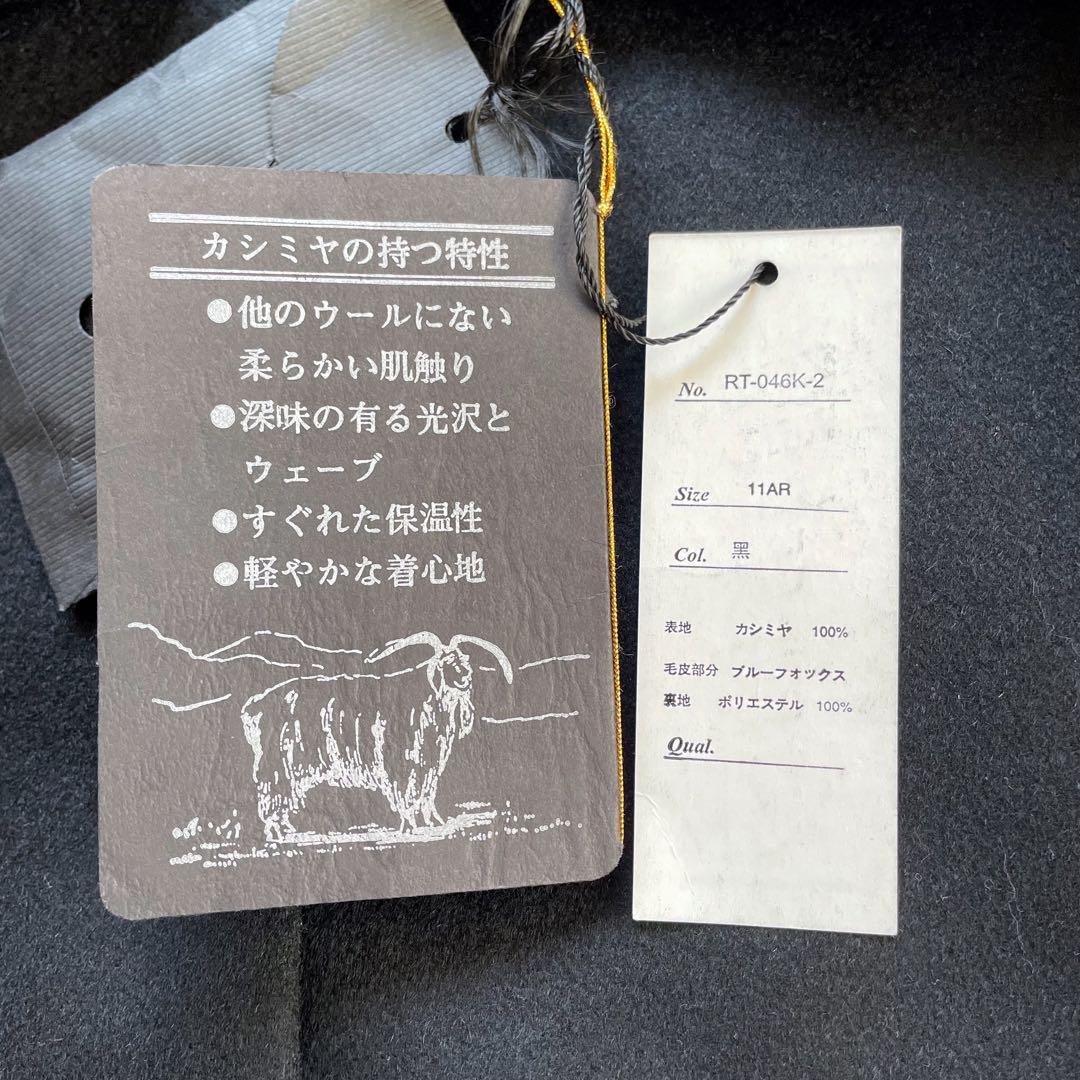 カシミヤの持つ特性
●他のウールにない
柔らかい肌触り
●深味の有る光沢と
ウェーブ
●すぐれた保温性
●軽やかな着心地
No. RT-046K-2
Size 11AR
Col. 黒
表地 カシミヤ 100%
毛皮部分 ブルーフォックス
裏地 ポリエステル 100%
Qual.